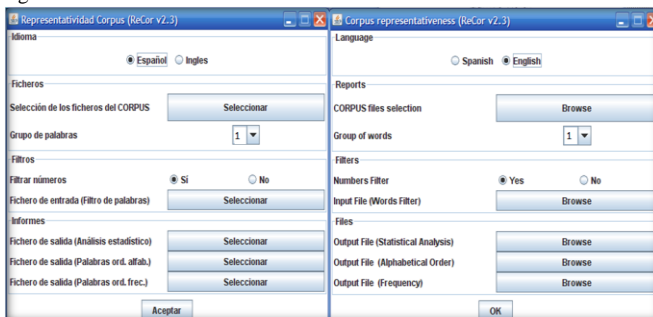 Representatividad Corpus (ReCor v2.3)
Idioma
Español Ingles
Ficheros
Selección de los ficheros del CORPUS Seleccionar
Grupo de palabras 1
Filtros
Filtrar números Sí No
Fichero de entrada (Filtro de palabras) Seleccionar
Informes
Fichero de salida (Análisis estadístico) Seleccionar
Fichero de salida (Palabras ord. alfab.) Seleccionar
Fichero de salida (Palabras ord. frec.) Seleccionar
Aceptar
Corpus representativeness (ReCor v2.3)
Language
Spanish English
Reports
CORPUS files selection Browse
Group of words 1
Filters
Numbers Filter Yes No
Input File (Words Filter) Browse
Files
Output File (Statistical Analysis) Browse
Output File (Alphabetical Order) Browse
Output File (Frequency) Browse
OK